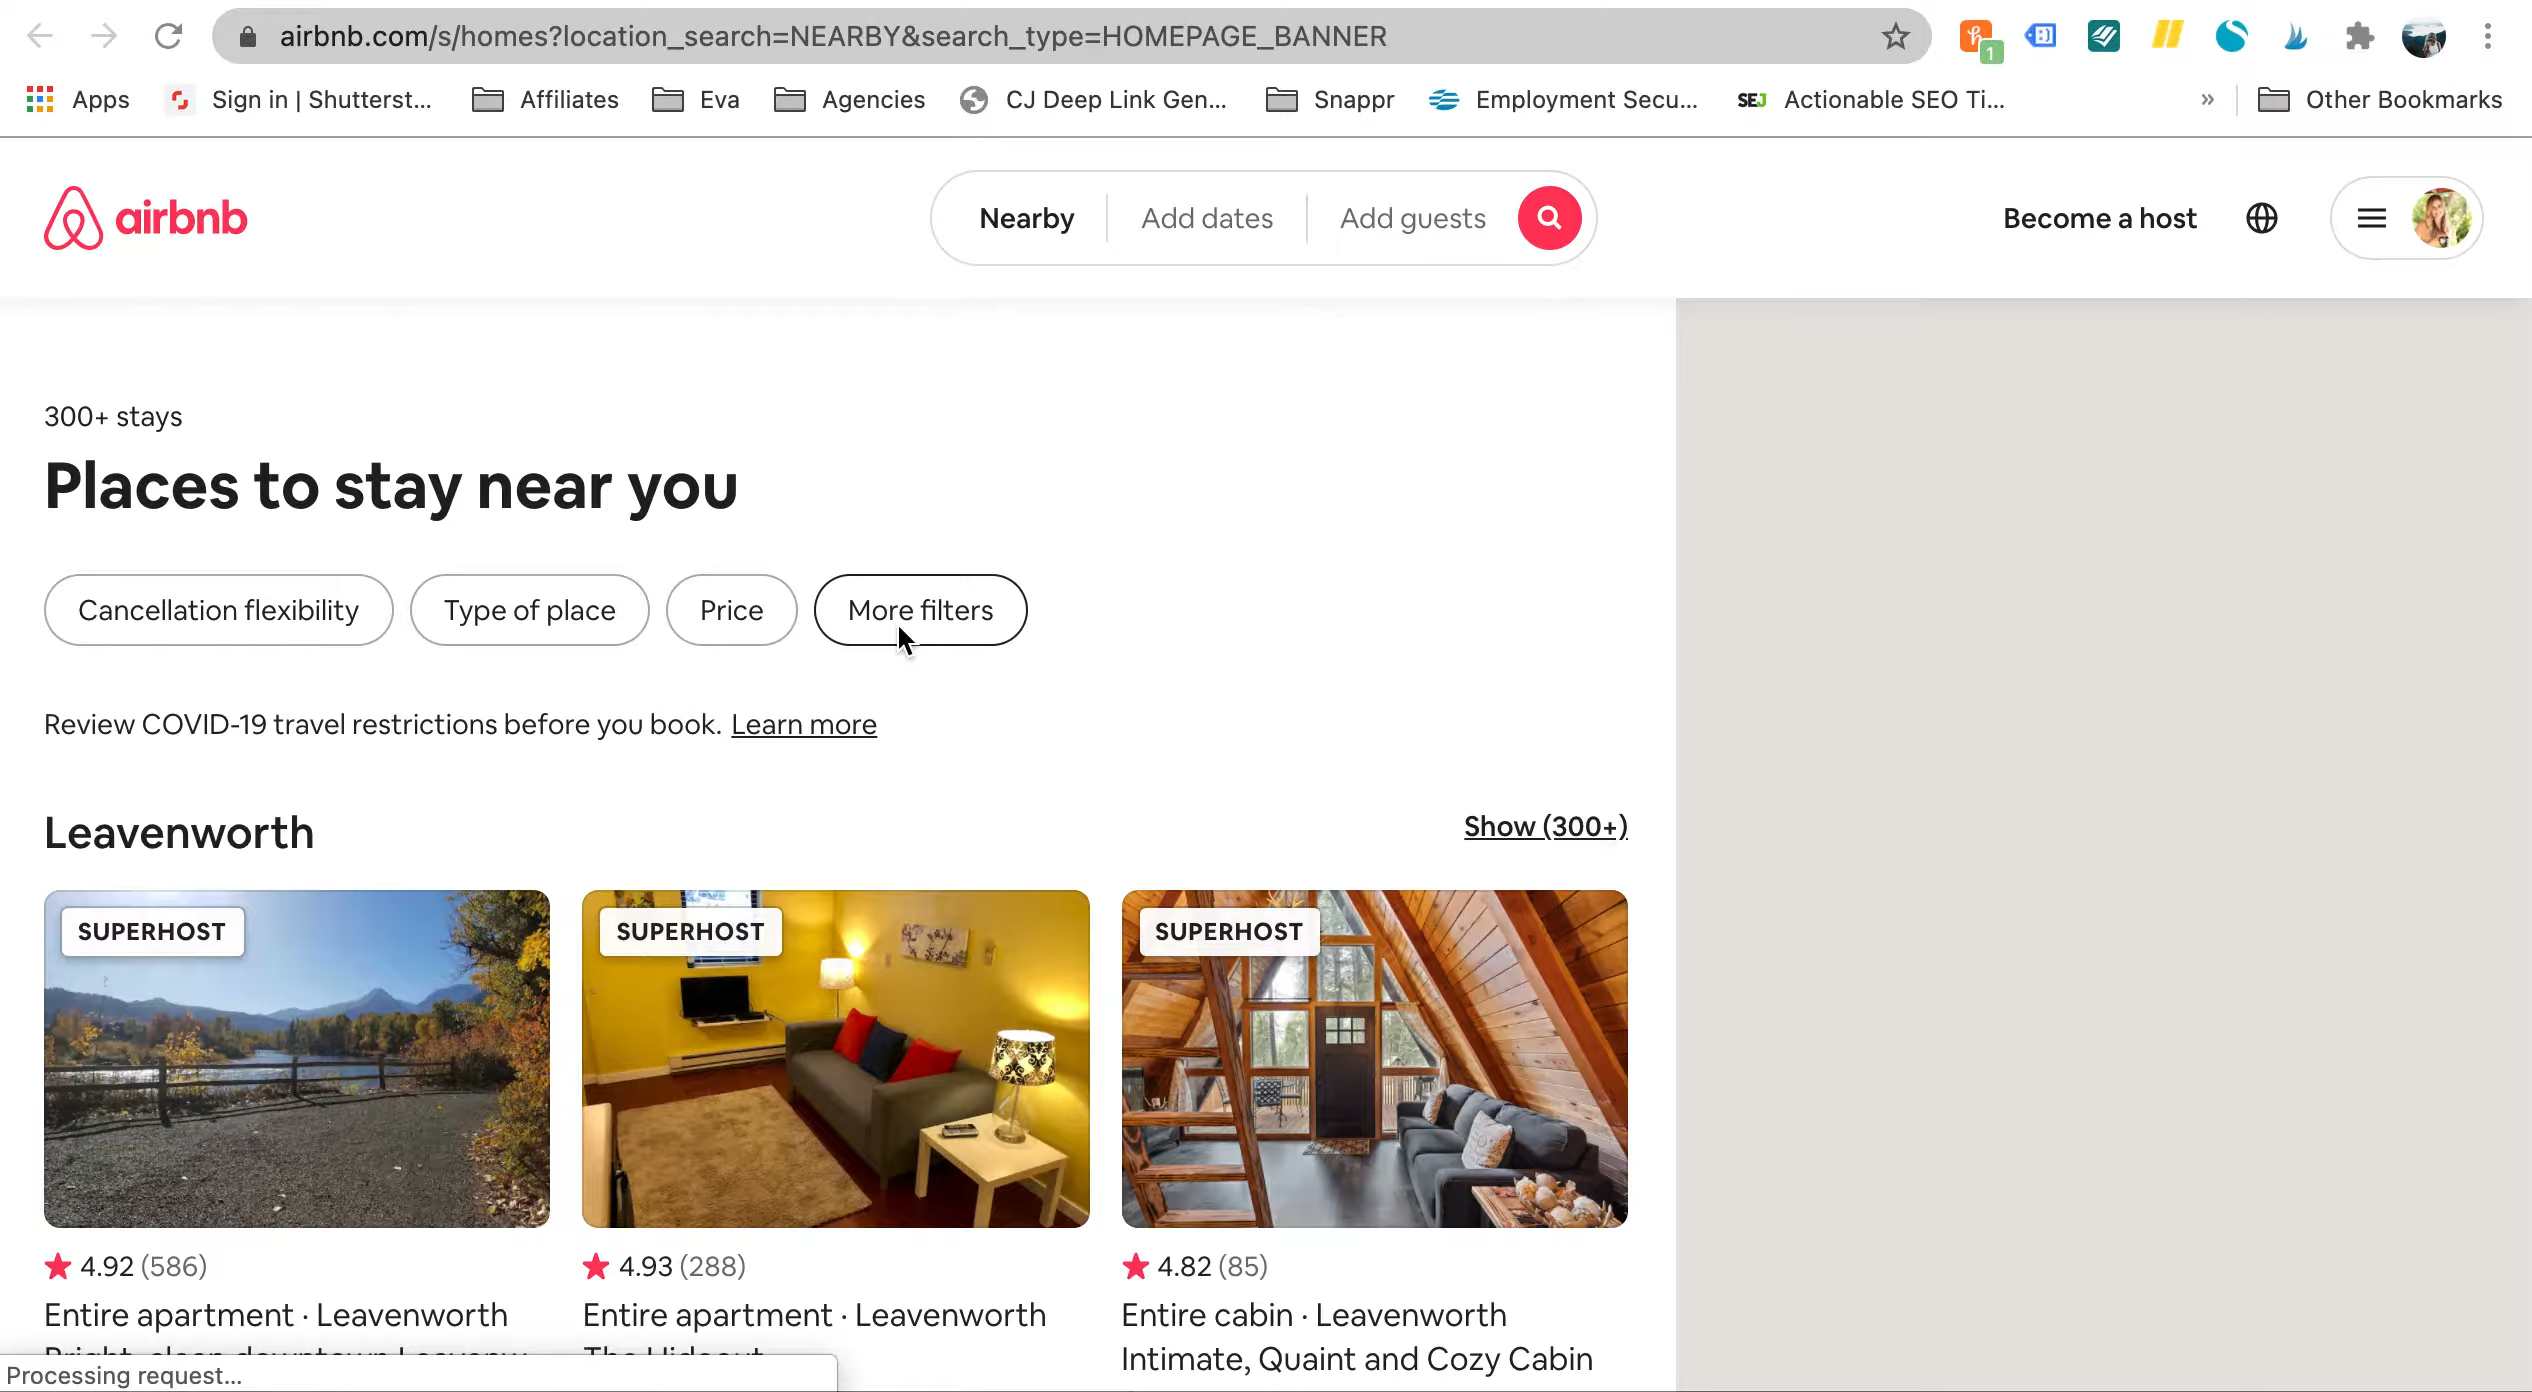 airbnb.com/s/homes?location_search=NEARBY&search_type=HOMEPAGE_BANNER
1
Apps
Sign in | Shutterst...
Affiliates
Eva
Agencies
CJ Deep Link Gen...
Snappr
Employment Secu...
SEJ
Actionable SEO Ti...
»
Other Bookmarks
airbnb
Nearby
Add dates
Add guests
Become a host
300+ stays
Places to stay near you
Cancellation flexibility
Type of place
Price
More filters
Review COVID-19 travel restrictions before you book. Learn more
Leavenworth
Show (300+)
SUPERHOST
SUPERHOST
SUPERHOST
4.92 (586)
4.93 (288)
4.82 (85)
Entire apartment · Leavenworth
Entire apartment · Leavenworth
Entire cabin · Leavenworth
The Hideout
Intimate, Quaint and Cozy Cabin
Processing request...